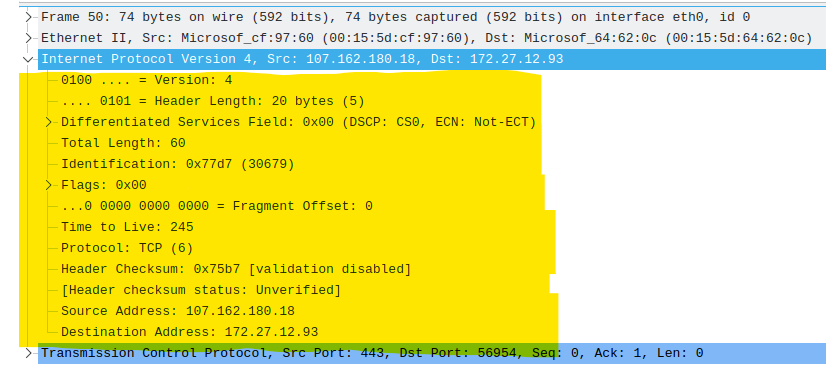 Frame 50: 74 bytes on wire (592 bits), 74 bytes captured (592 bits) on interface eth0, id 0
Ethernet II, Src: Microsof_cf:97:60 (00:15:5d:cf:97:60), Dst: Microsof_64:62:0c (00:15:5d:64:62:0c)
Internet Protocol Version 4, Src: 107.162.180.18, Dst: 172.27.12.93
0100 .... = Version: 4
.... 0101 = Header Length: 20 bytes (5)
Differentiated Services Field: 0x00 (DSCP: CS0, ECN: Not-ECT)
Total Length: 60
Identification: 0x77d7 (30679)
Flags: 0x00
...0 0000 0000 0000 = Fragment Offset: 0
Time to Live: 245
Protocol: TCP (6)
Header Checksum: 0x75b7 [validation disabled]
[Header checksum status: Unverified]
Source Address: 107.162.180.18
Destination Address: 172.27.12.93
Transmission Control Protocol, Src Port: 443, Dst Port: 56954, Seq: 0, Ack: 1, Len: 0